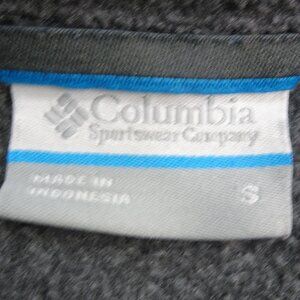 Columbia
Sportswear Company
MADE IN
INDONESIA
S